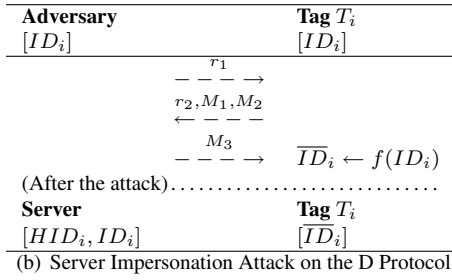 Adversary Tag $T_i$
$[ID_i]$ $[ID_i]$
$r_1$
− − − →
$r_2, M_1, M_2$
← − − −
$M_3$
− − − → $\overline{ID}_i \leftarrow f(ID_i)$
(After the attack)..............................
Server Tag $T_i$
$[HID_i, ID_i]$ $[\overline{ID}_i]$
(b) Server Impersonation Attack on the D Protocol